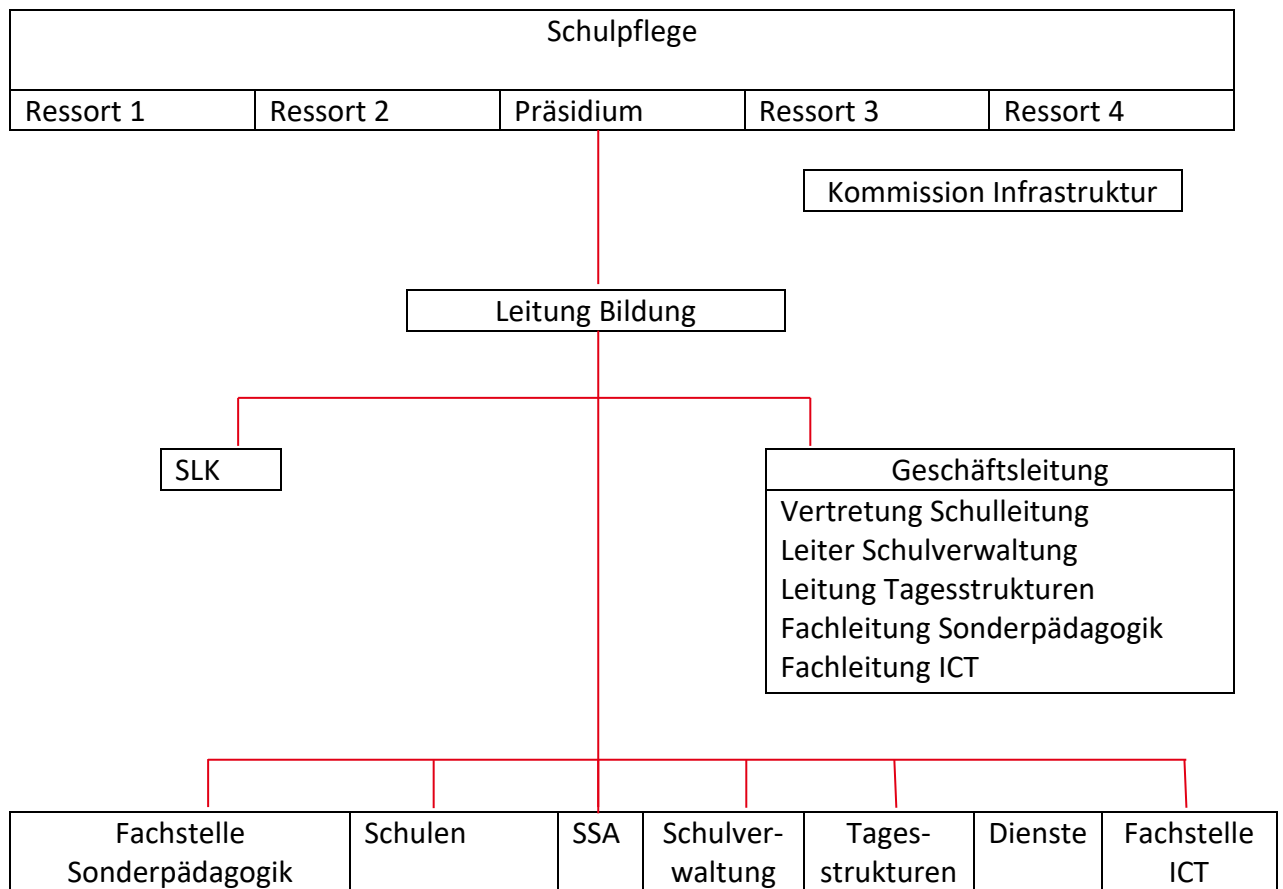 Schulpflege
Ressort 1 Ressort 2 Präsidium Ressort 3 Ressort 4
Kommission Infrastruktur
Leitung Bildung
SLK
Geschäftsleitung
Vertretung Schulleitung
Leiter Schulverwaltung
Leitung Tagesstrukturen
Fachleitung Sonderpädagogik
Fachleitung ICT
Fachstelle
Sonderpädagogik
Schulen
SSA
Schulver-
waltung
Tages-
strukturen
Dienste
Fachstelle
ICT